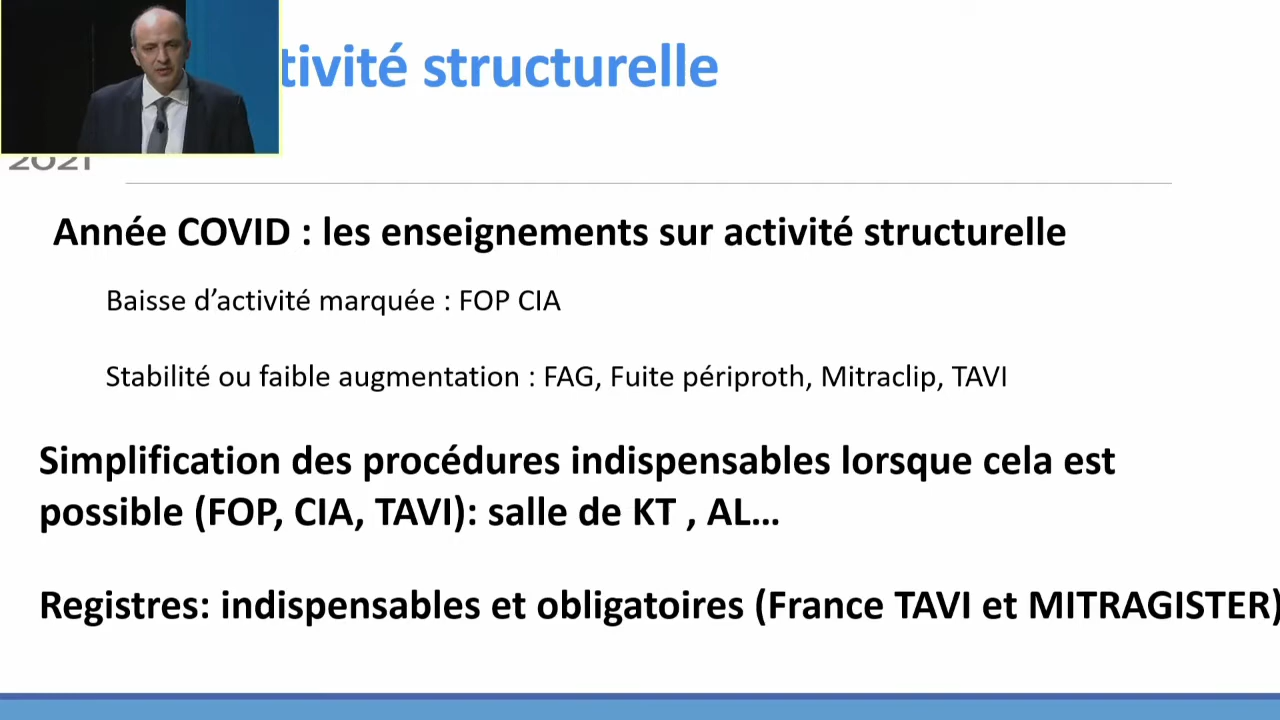 structurelle
2021
Année COVID : les enseignements sur activité structurelle
Baisse d’activité marquée : FOP CIA
Stabilité ou faible augmentation : FAG, Fuite périproth, Mitraclip, TAVI
Simplification des procédures indispensables lorsque cela est
possible (FOP, CIA, TAVI): salle de KT , AL...
Registres: indispensables et obligatoires (France TAVI et MITRAGISTER)